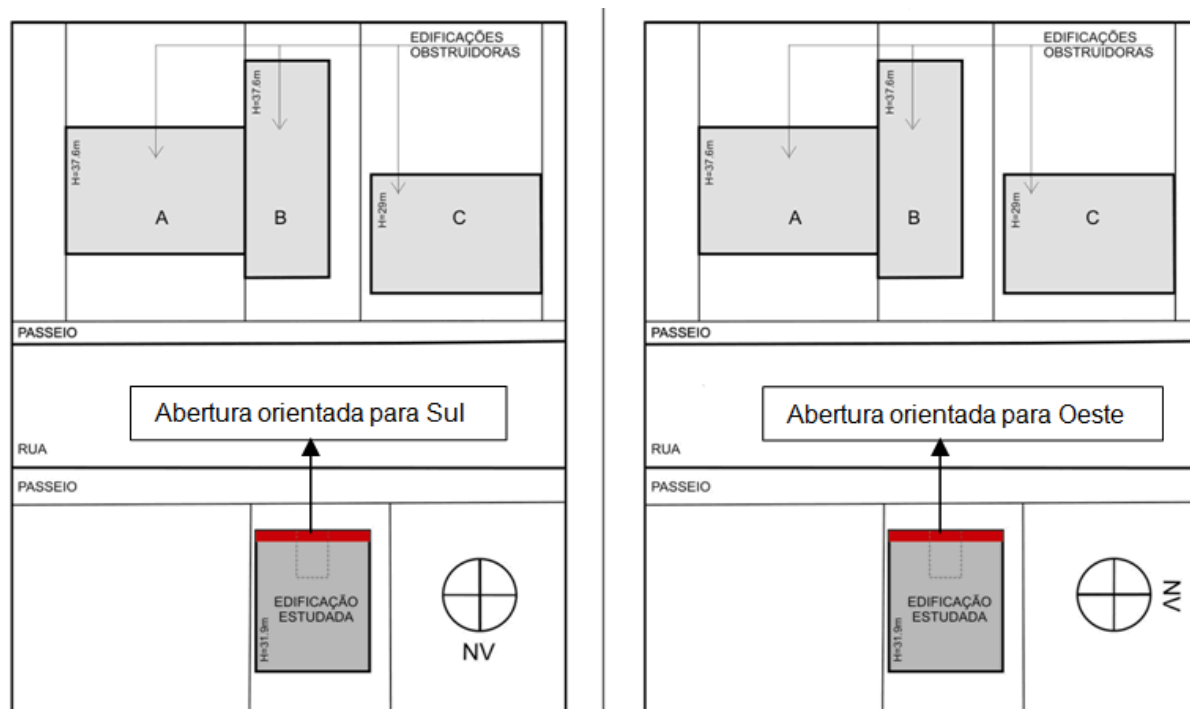 EDIFICAÇÕES
OBSTRUIDORAS
H=37.6m
H=37.6m
H=29m
A
B
C
PASSEIO
Abertura orientada para Sul
RUA
PASSEIO
EDIFICAÇÃO
ESTUDADA
H=31.9m
NV
EDIFICAÇÕES
OBSTRUIDORAS
H=37.6m
H=37.6m
H=29m
A
B
C
PASSEIO
Abertura orientada para Oeste
RUA
PASSEIO
EDIFICAÇÃO
ESTUDADA
H=31.9m
NV